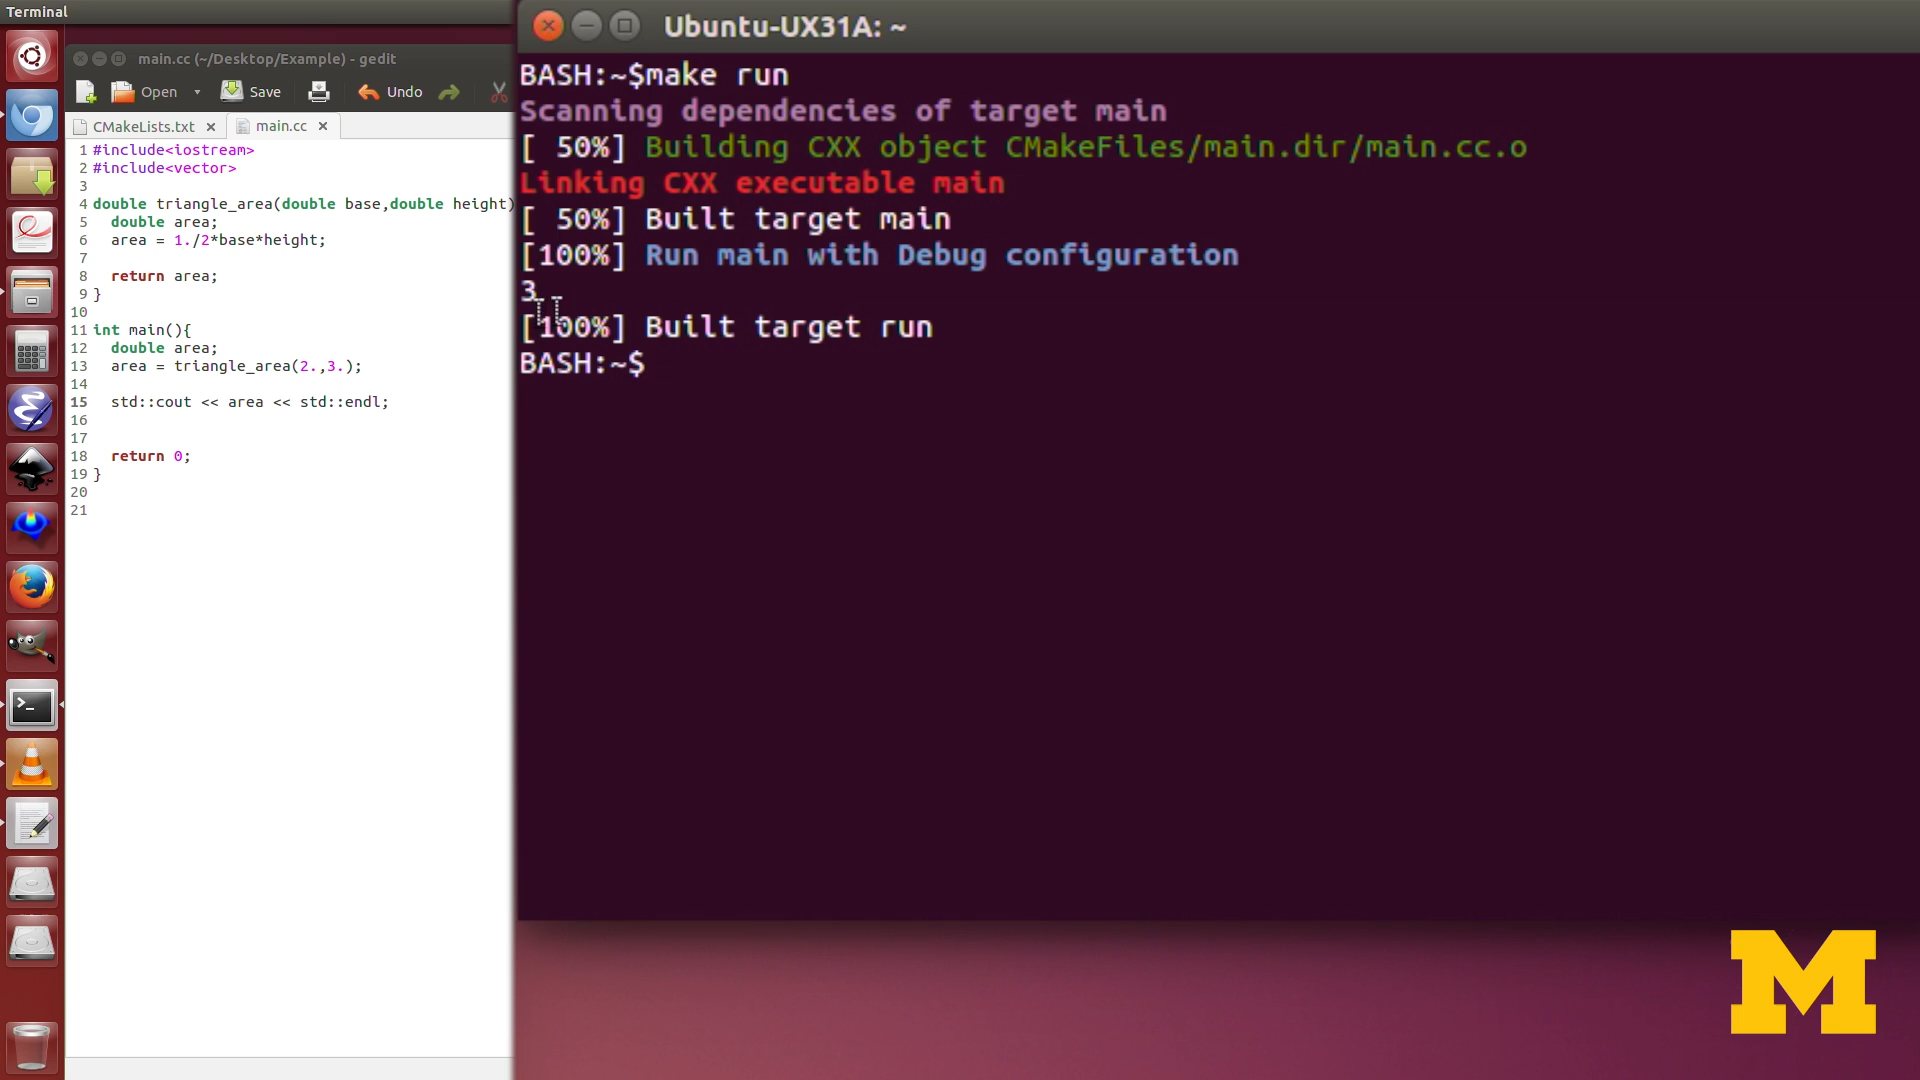 Terminal
main.cc (~/Desktop/Example) - gedit
Open Save Undo
CMakeLists.txt main.cc
1 #include<iostream>
2 #include<vector>
3
4 double triangle_area(double base,double height)
5 double area;
6 area = 1./2*base*height;
7
8 return area;
9 }
10
11 int main(){
12 double area;
13 area = triangle_area(2.,3.);
14
15 std::cout << area << std::endl;
16
17
18 return 0;
19 }
20
21
Ubuntu-UX31A: ~
BASH:~$make run
Scanning dependencies of target main
[ 50%] Building CXX object CMakeFiles/main.dir/main.cc.o
Linking CXX executable main
[ 50%] Built target main
[100%] Run main with Debug configuration
3
[100%] Built target run
BASH:~$
M